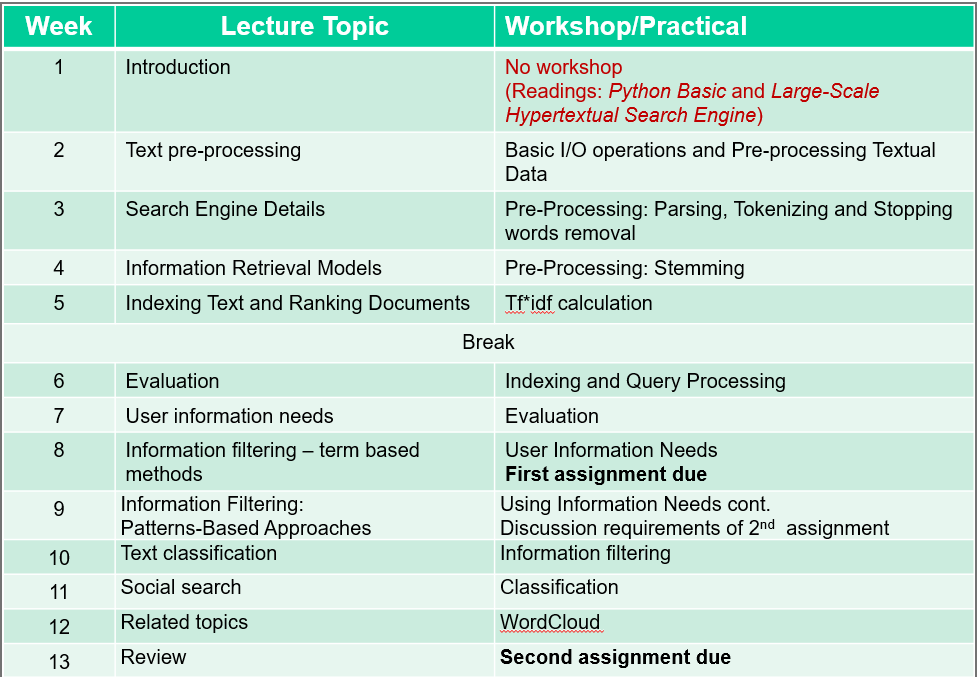 Week Lecture Topic Workshop/Practical
1 Introduction No workshop
(Readings: Python Basic and Large-Scale
Hypertextual Search Engine)
2 Text pre-processing Basic I/O operations and Pre-processing Textual
Data
3 Search Engine Details Pre-Processing: Parsing, Tokenizing and Stopping
words removal
4 Information Retrieval Models Pre-Processing: Stemming
5 Indexing Text and Ranking Documents Tf*idf calculation
Break
6 Evaluation Indexing and Query Processing
7 User information needs Evaluation
8 Information filtering – term based User Information Needs
methods First assignment due
9 Information Filtering: Using Information Needs cont.
Patterns-Based Approaches Discussion requirements of 2nd assignment
10 Text classification Information filtering
11 Social search Classification
12 Related topics WordCloud
13 Review Second assignment due